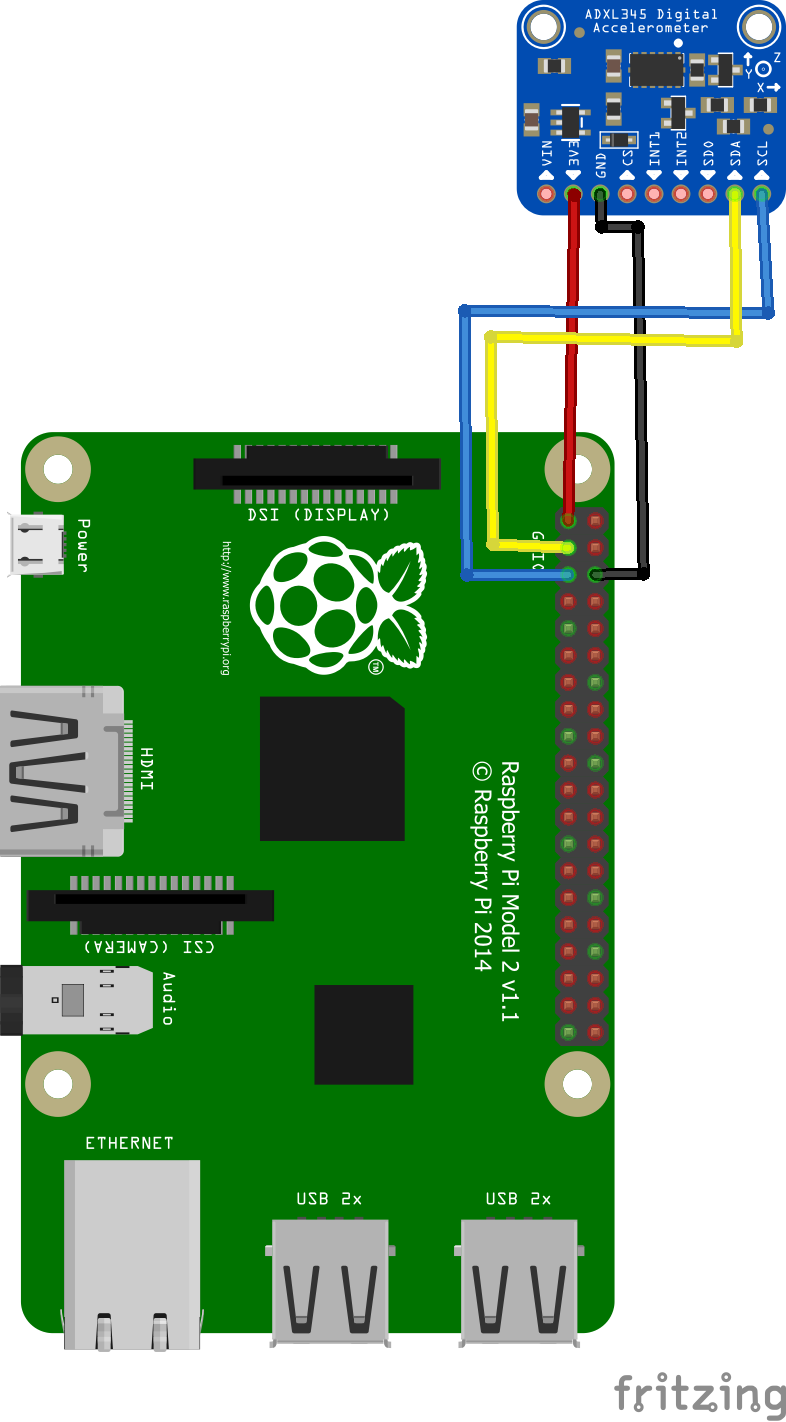 ADXL345 Digital
Accelerometer
Z
Y
X
VIN
3V3
GND
CS
INT1
INT2
SDO
SDA
SCL
DSI (DISPLAY)
Power
GPIO
http://www.raspberrypi.org
TM
HDMI
Raspberry Pi Model 2 v1.1
© Raspberry Pi 2014
CSI (CAMERA)
Audio
ETHERNET
USB 2x
USB 2x
fritzing